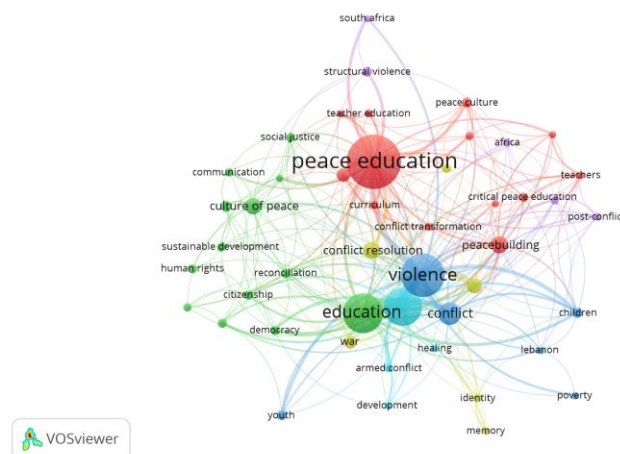 south africa
structural violence
peace culture
teacher education
social justice
africa
peace education
communication
teachers
critical peace education
culture of peace
curriculum
post-conflict
conflict transformation
sustainable development
conflict resolution
peacebuilding
human rights
reconciliation
violence
citizenship
education
conflict
children
democracy
war
healing
lebanon
armed conflict
development
identity
poverty
youth
memory
VOSviewer